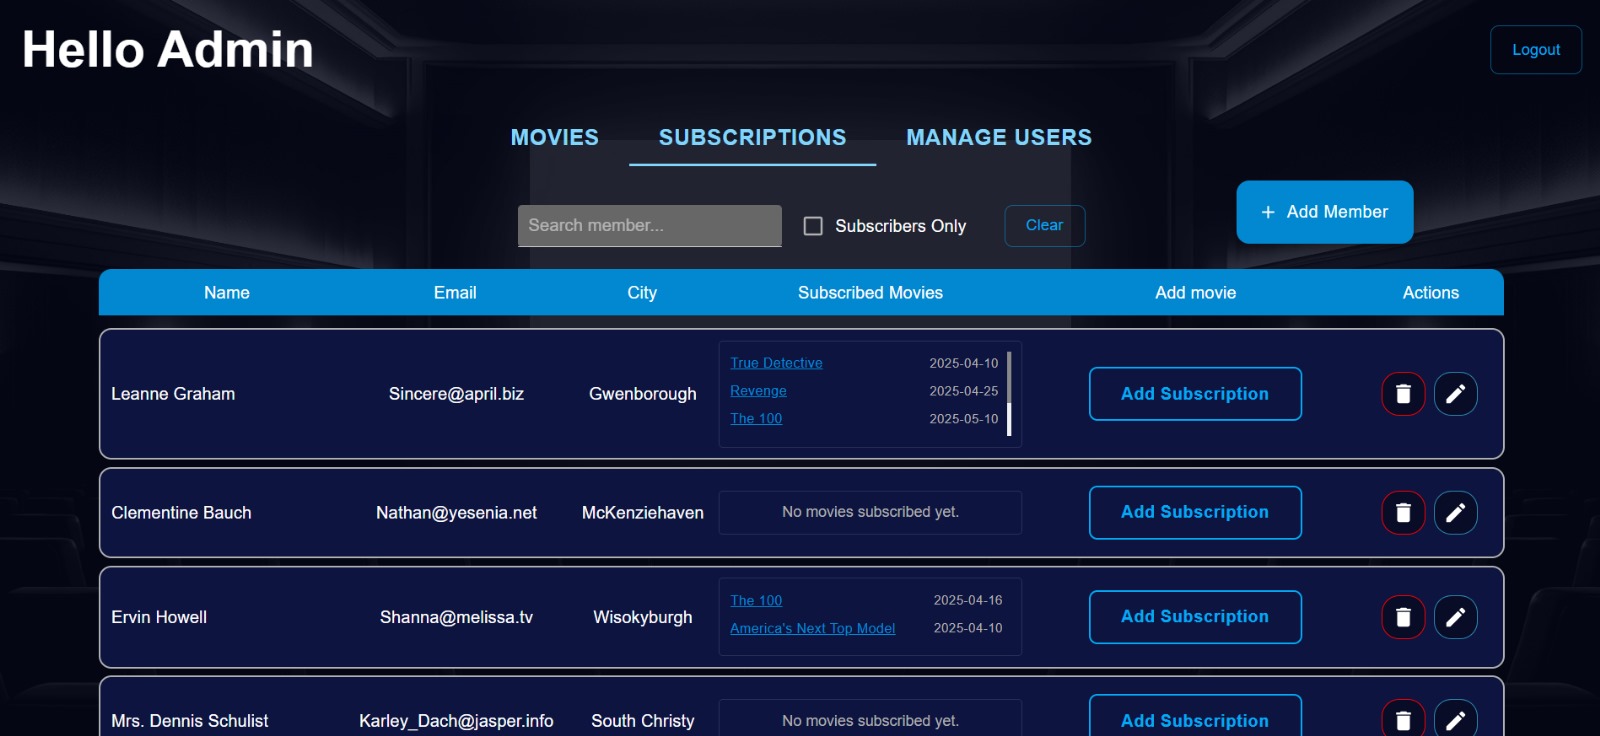 Hello Admin
Logout
MOVIES SUBSCRIPTIONS MANAGE USERS
Search member... Subscribers Only Clear
+ Add Member
Name Email City Subscribed Movies Add movie Actions
Leanne Graham Sincere@april.biz Gwenborough
True Detective 2025-04-10
Revenge 2025-04-25
The 100 2025-05-10
Add Subscription
Clementine Bauch Nathan@yesenia.net McKenziehaven No movies subscribed yet. Add Subscription
Ervin Howell Shanna@melissa.tv Wisokyburgh
The 100 2025-04-16
America's Next Top Model 2025-04-10
Add Subscription
Mrs. Dennis Schulist Karley_Dach@jasper.info South Christy No movies subscribed yet. Add Subscription